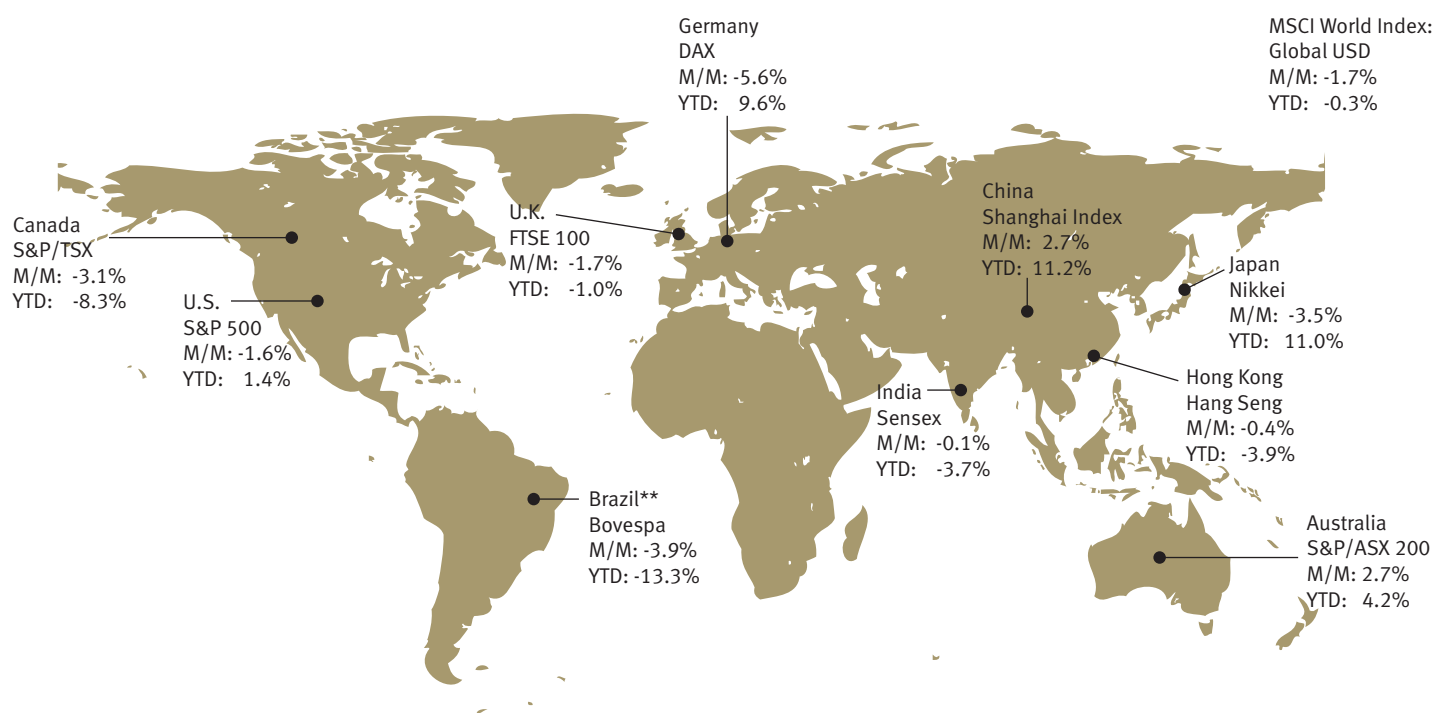 Germany
DAX
M/M: -5.6%
YTD: 9.6%
MSCI World Index:
Global USD
M/M: -1.7%
YTD: -0.3%
Canada
S&P/TSX
M/M: -3.1%
YTD: -8.3%
U.S.
S&P 500
M/M: -1.6%
YTD: 1.4%
U.K.
FTSE 100
M/M: -1.7%
YTD: -1.0%
China
Shanghai Index
M/M: 2.7%
YTD: 11.2%
Japan
Nikkei
M/M: -3.5%
YTD: 11.0%
Hong Kong
Hang Seng
M/M: -0.4%
YTD: -3.9%
India
Sensex
M/M: -0.1%
YTD: -3.7%
Brazil**
Bovespa
M/M: -3.9%
YTD: -13.3%
Australia
S&P/ASX 200
M/M: 2.7%
YTD: 4.2%